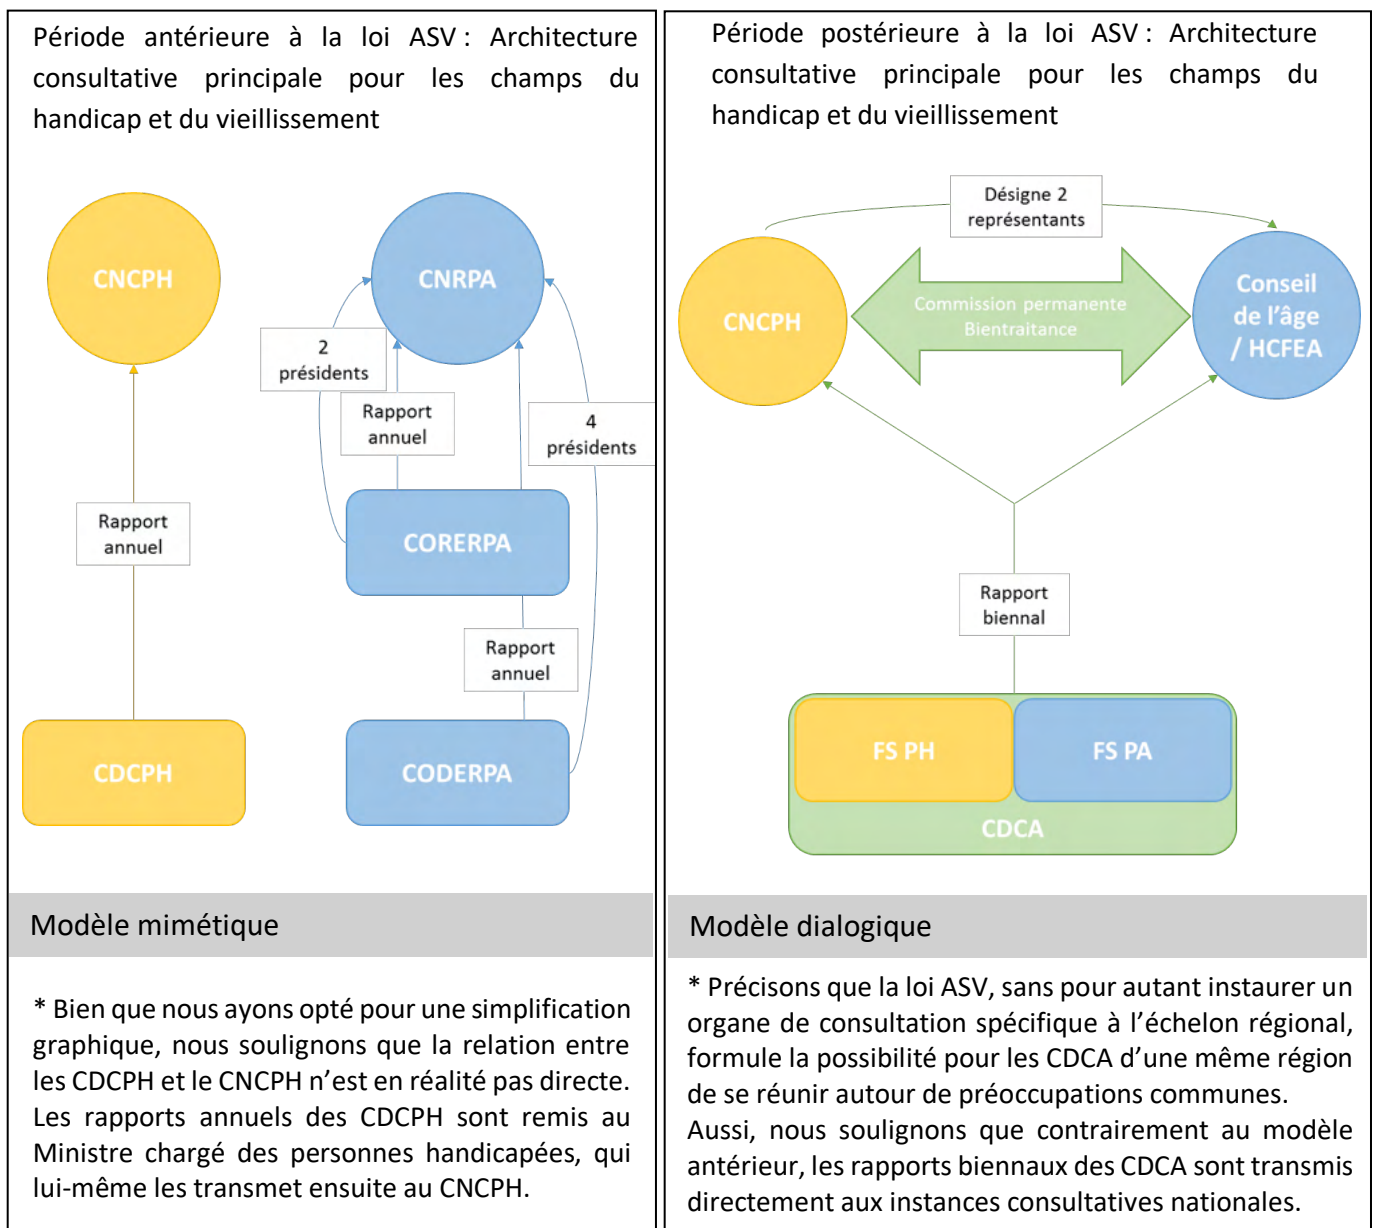 Période antérieure à la loi ASV : Architecture
consultative principale pour les champs du
handicap et du vieillissement
CNCPH
CNRPA
2
présidents
Rapport
annuel
4
présidents
Rapport
annuel
CORERPA
Rapport
annuel
CDCPH
CODERPA
Modèle mimétique
* Bien que nous ayons opté pour une simplification
graphique, nous soulignons que la relation entre
les CDCPH et le CNCPH n’est en réalité pas directe.
Les rapports annuels des CDCPH sont remis au
Ministre chargé des personnes handicapées, qui
lui-même les transmet ensuite au CNCPH.
Période postérieure à la loi ASV : Architecture
consultative principale pour les champs du
handicap et du vieillissement
Désigne 2
représentants
CNCPH
Commission permanente
Bientraitance
Conseil
de l’âge
/ HCFEA
Rapport
biennal
FS PH
FS PA
CDCA
Modèle dialogique
* Précisons que la loi ASV, sans pour autant instaurer un
organe de consultation spécifique à l’échelon régional,
formule la possibilité pour les CDCA d’une même région
de se réunir autour de préoccupations communes.
Aussi, nous soulignons que contrairement au modèle
antérieur, les rapports biennaux des CDCA sont transmis
directement aux instances consultatives nationales.